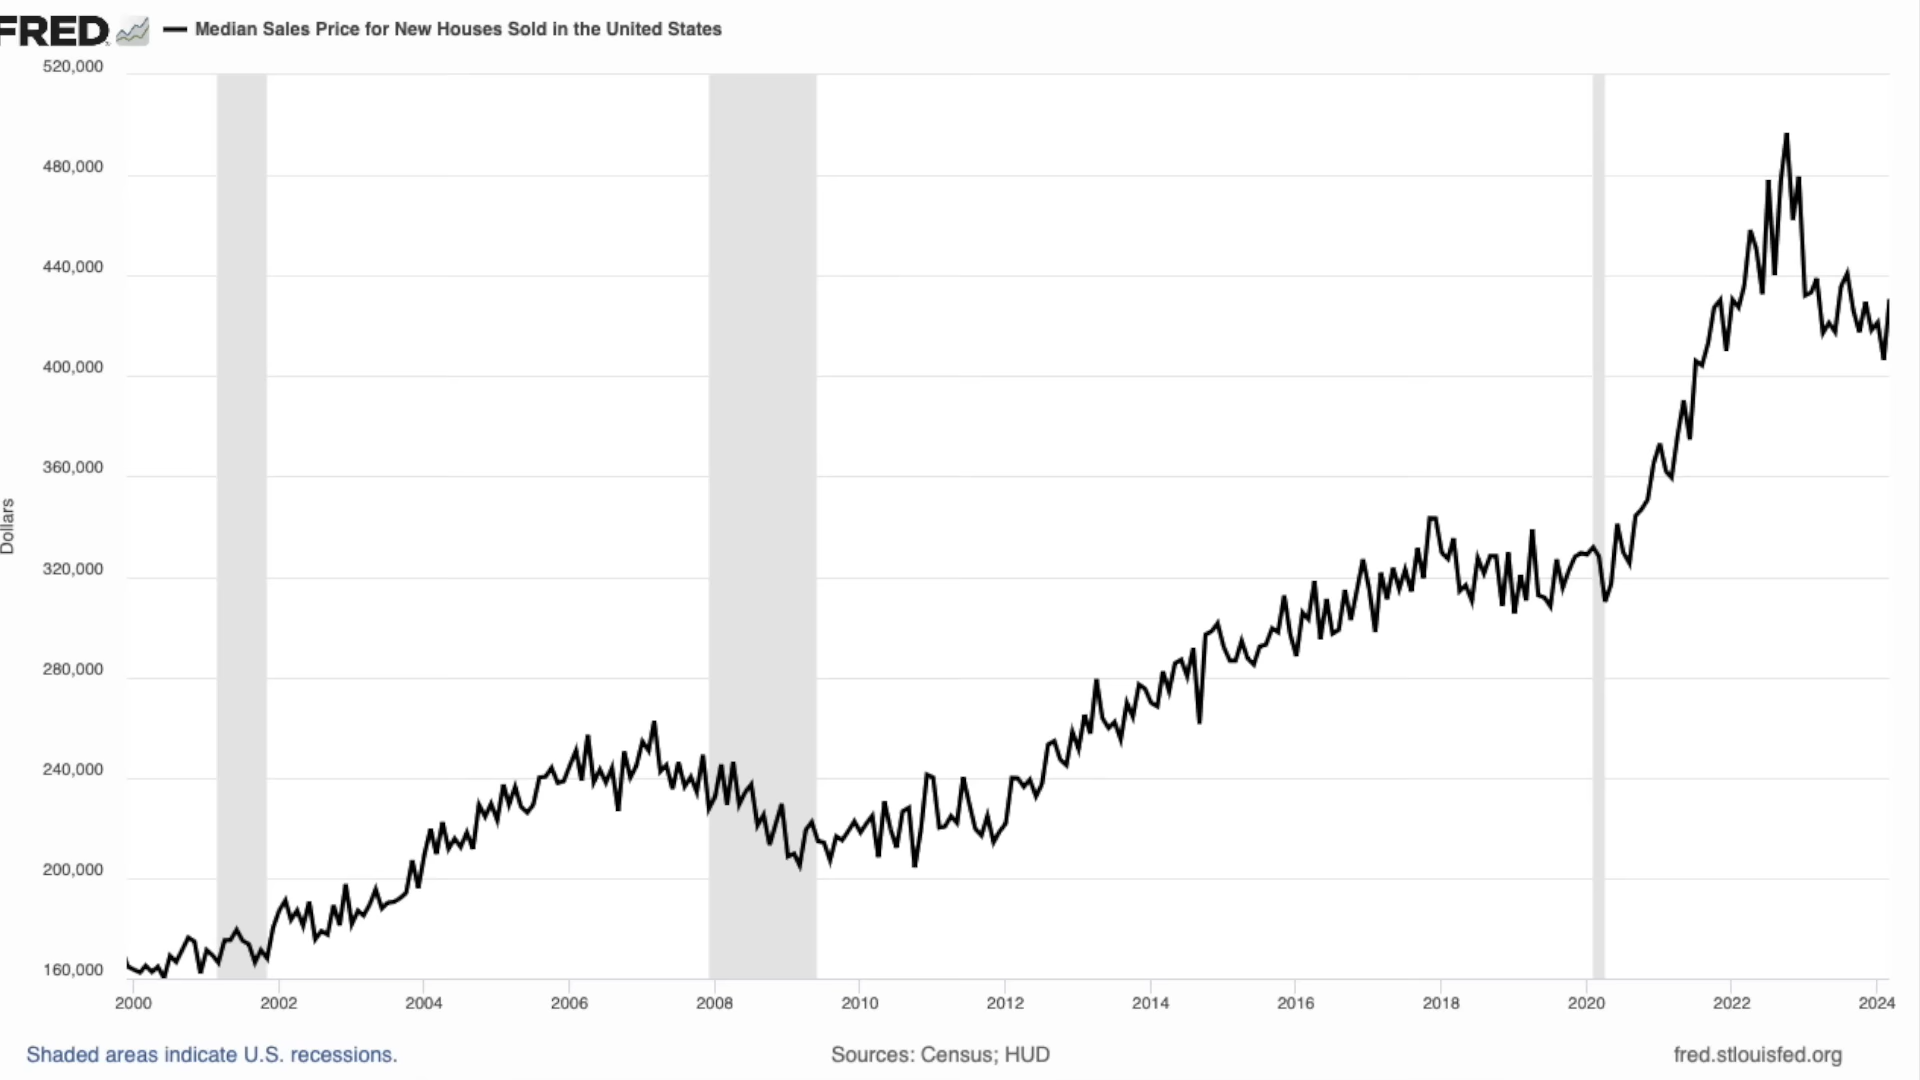 FRED
Median Sales Price for New Houses Sold in the United States
520,000
480,000
440,000
400,000
360,000
320,000
280,000
240,000
200,000
160,000
Dollars
2000 2002 2004 2006 2008 2010 2012 2014 2016 2018 2020 2022 2024
Shaded areas indicate U.S. recessions.
Sources: Census; HUD
fred.stlouisfed.org